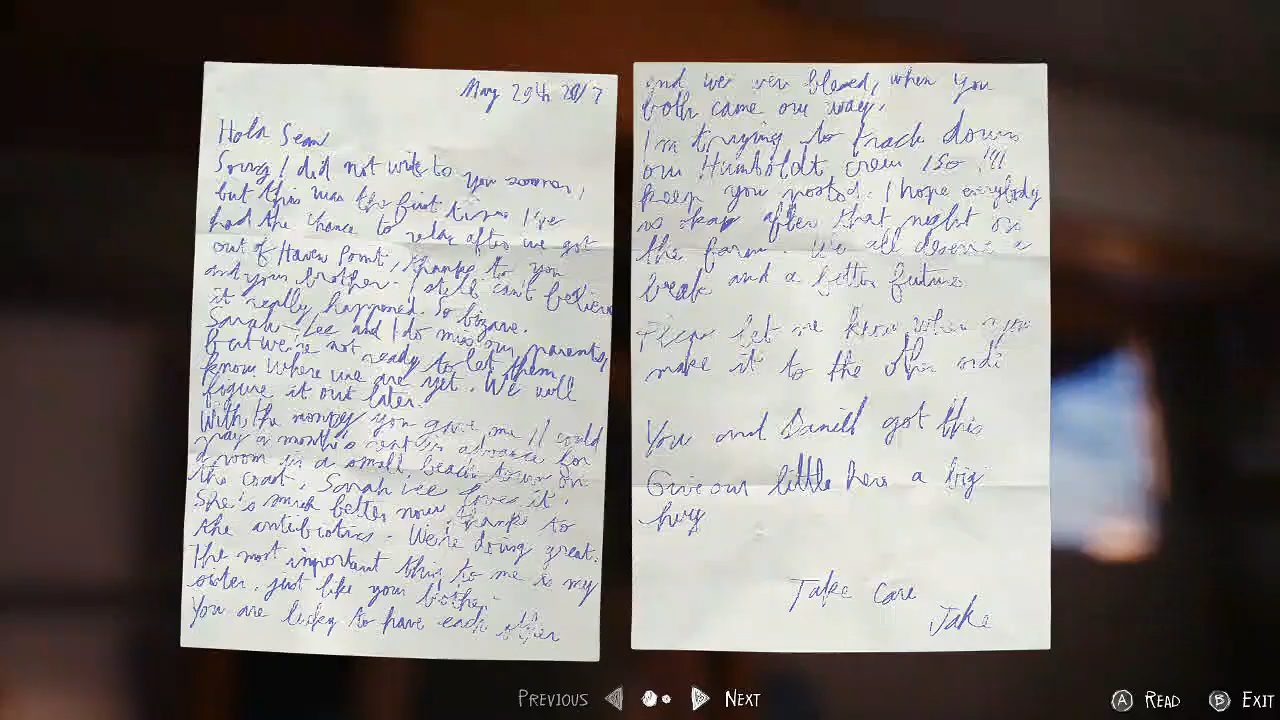 May 29th 2017
Hola Sean
Sorry I did not write to you sooner,
but this was the first time I've
had the chance to relax after we got
out of Haven Point, thanks to you
and your brother. I still can't believe
it really happened. So bizarre.
Sarah-Lee and I do miss our parents,
but we're not ready to let them
know where we are yet. We will
figure it out later.
With the money you gave me I could
pay a month's rent in advance for
a room in a small beach town on
the coast, Sarah Lee loves it.
She's much better now, thanks to
the antibiotics. We're doing great.
The most important thing to me is my
sister, just like your brother.
You are lucky to have each other
and we were blessed, when you
both came our way.
I'm trying to track down
our Humboldt crew so I'll
keep you posted. I hope everybody
is okay after that night on
the farm. We all deserve a
break and a better future
Please let me know when you
make it to the other side
You and Daniel got this
Give our little hero a big
hug
Take Care
Jake
PREVIOUS
NEXT
A READ
B EXIT